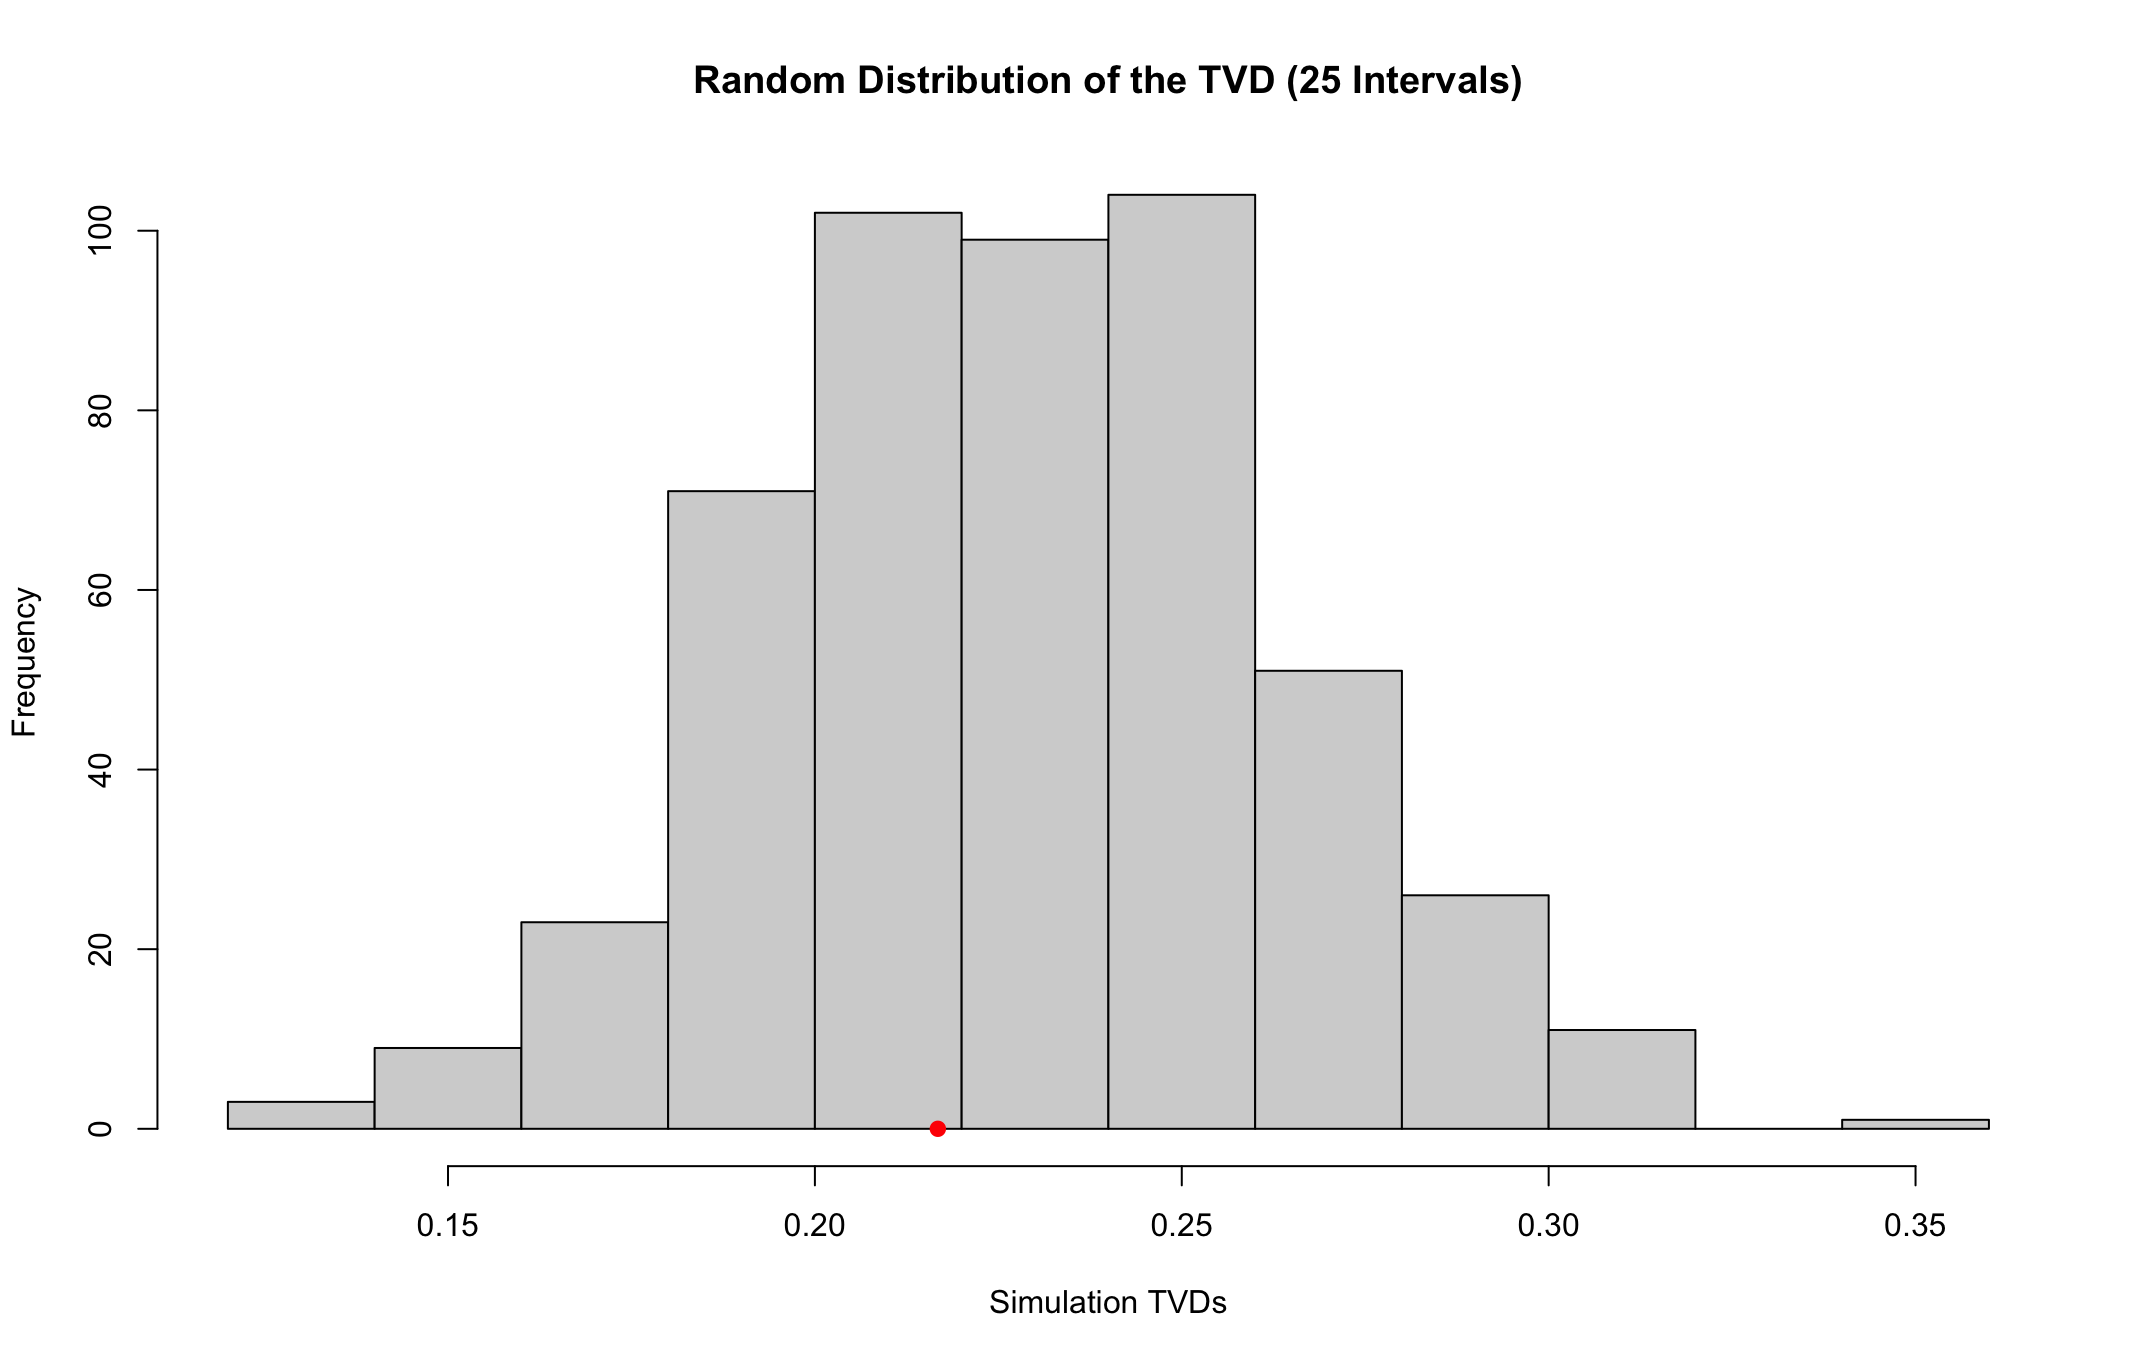 Random Distribution of the TVD (25 Intervals)
Frequency
100
80
60
40
20
0
0.15 0.20 0.25 0.30 0.35
Simulation TVDs